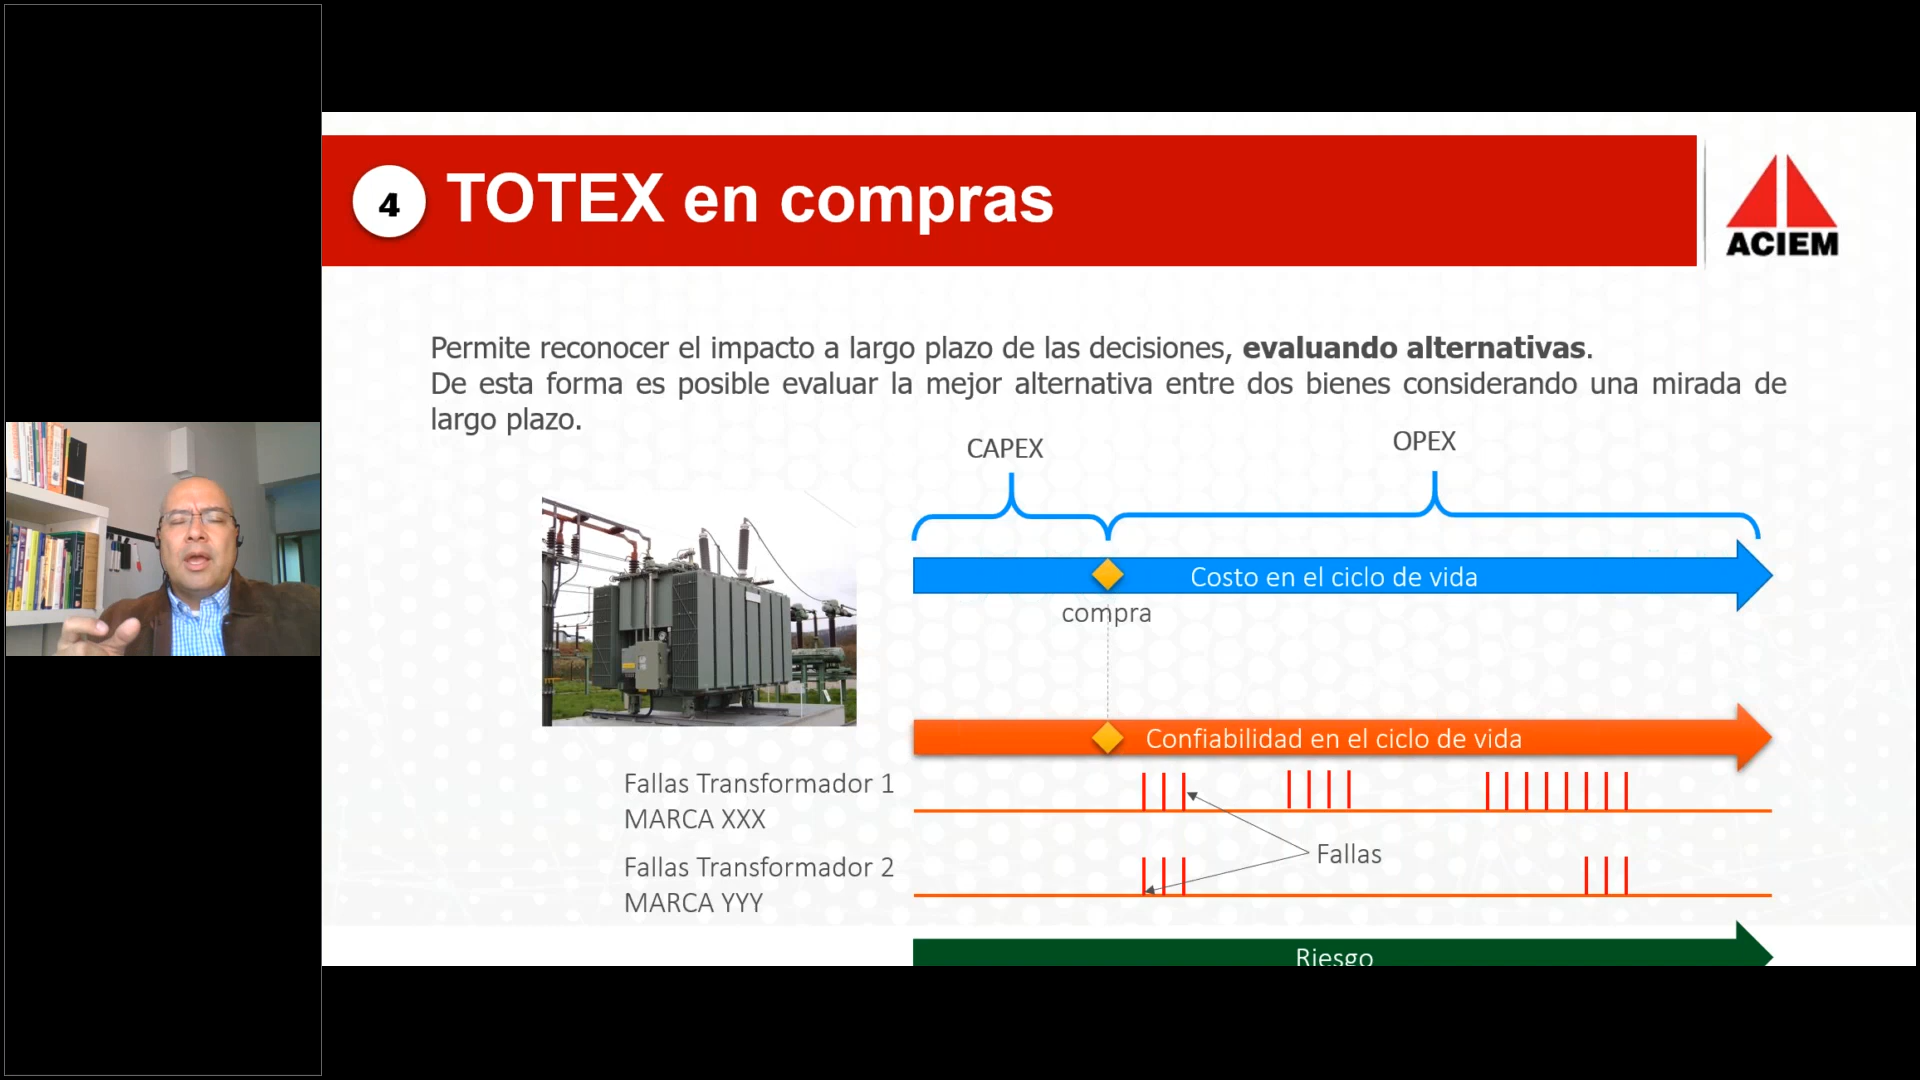 4 TOTEX en compras
ACIEM
Permite reconocer el impacto a largo plazo de las decisiones, evaluando alternativas.
De esta forma es posible evaluar la mejor alternativa entre dos bienes considerando una mirada de
largo plazo.
CAPEX
OPEX
Costo en el ciclo de vida
compra
Confiabilidad en el ciclo de vida
Fallas Transformador 1
MARCA XXX
Fallas
Fallas Transformador 2
MARCA YYY
Riesgo